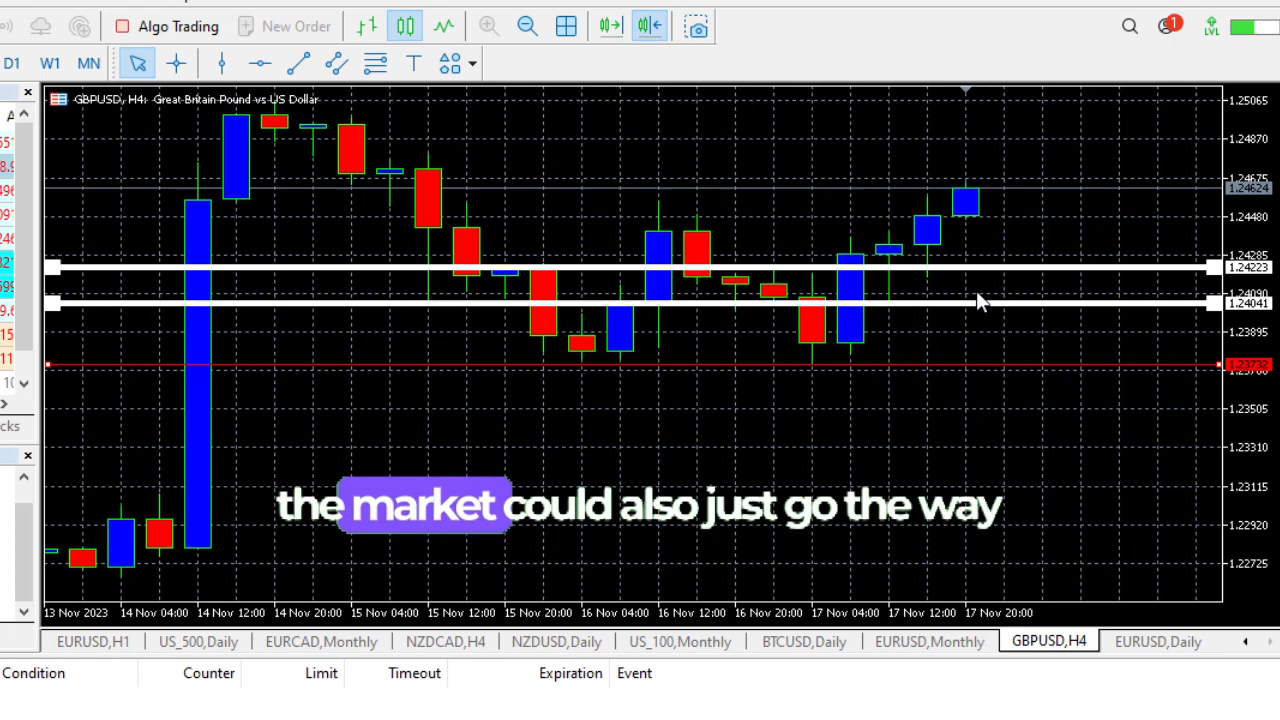 Algo Trading
New Order
1
LVL
D1 W1 MN
GBPUSD, H4: Great Britain Pound vs US Dollar
1.25065
1.24870
1.24675
1.24624
1.24480
1.24285
1.24223
1.24090
1.24041
1.23895
1.23732
1.23700
1.23505
1.23310
1.23115
1.22920
1.22725
the market could also just go the way
13 Nov 2023 14 Nov 04:00 14 Nov 12:00 14 Nov 20:00 15 Nov 04:00 15 Nov 12:00 15 Nov 20:00 16 Nov 04:00 16 Nov 12:00 16 Nov 20:00 17 Nov 04:00 17 Nov 12:00 17 Nov 20:00
EURUSD,H1 US_500,Daily EURCAD,Monthly NZDCAD,H4 NZDUSD,Daily US_100,Monthly BTCUSD,Daily EURUSD,Monthly GBPUSD,H4 EURUSD,Daily
Condition Counter Limit Timeout Expiration Event